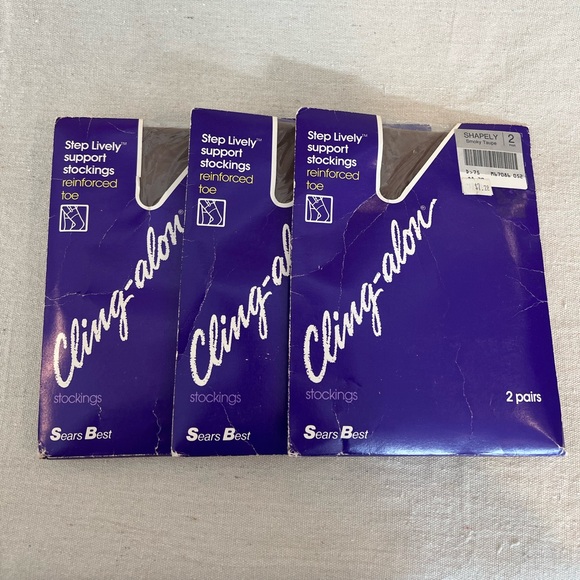 Step Lively™
support
stockings
reinforced
toe
Cling-alon
stockings
Sears Best
Step Lively™
support
stockings
reinforced
toe
Cling-al
stockings
Sears Best
Step Lively™
support
stockings
reinforced
toe
SHAPELY 2
Smoky Taupe
Cling-alon®
stockings
2 pairs
Sears Best